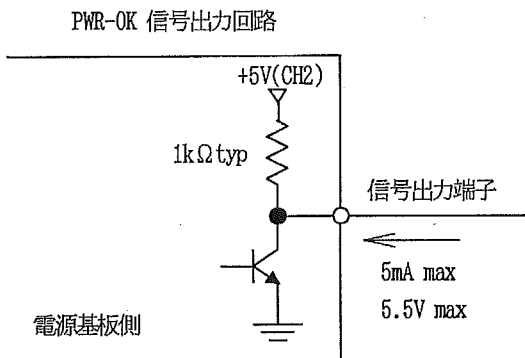 PWR-OK 信号出力回路
+5V(CH2)
1kΩtyp
信号出力端子
5mA max
5.5V max
電源基板側